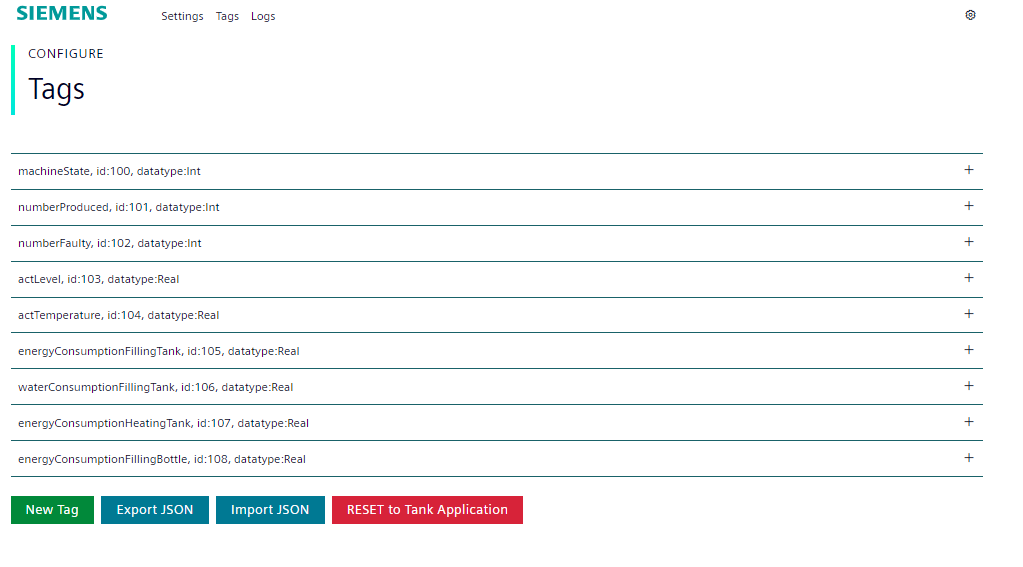 SIEMENS Settings Tags Logs
CONFIGURE
Tags
machineState, id:100, datatype:Int
numberProduced, id:101, datatype:Int
numberFaulty, id:102, datatype:Int
actLevel, id:103, datatype:Real
actTemperature, id:104, datatype:Real
energyConsumptionFillingTank, id:105, datatype:Real
waterConsumptionFillingTank, id:106, datatype:Real
energyConsumptionHeatingTank, id:107, datatype:Real
energyConsumptionFillingBottle, id:108, datatype:Real
New Tag Export JSON Import JSON RESET to Tank Application